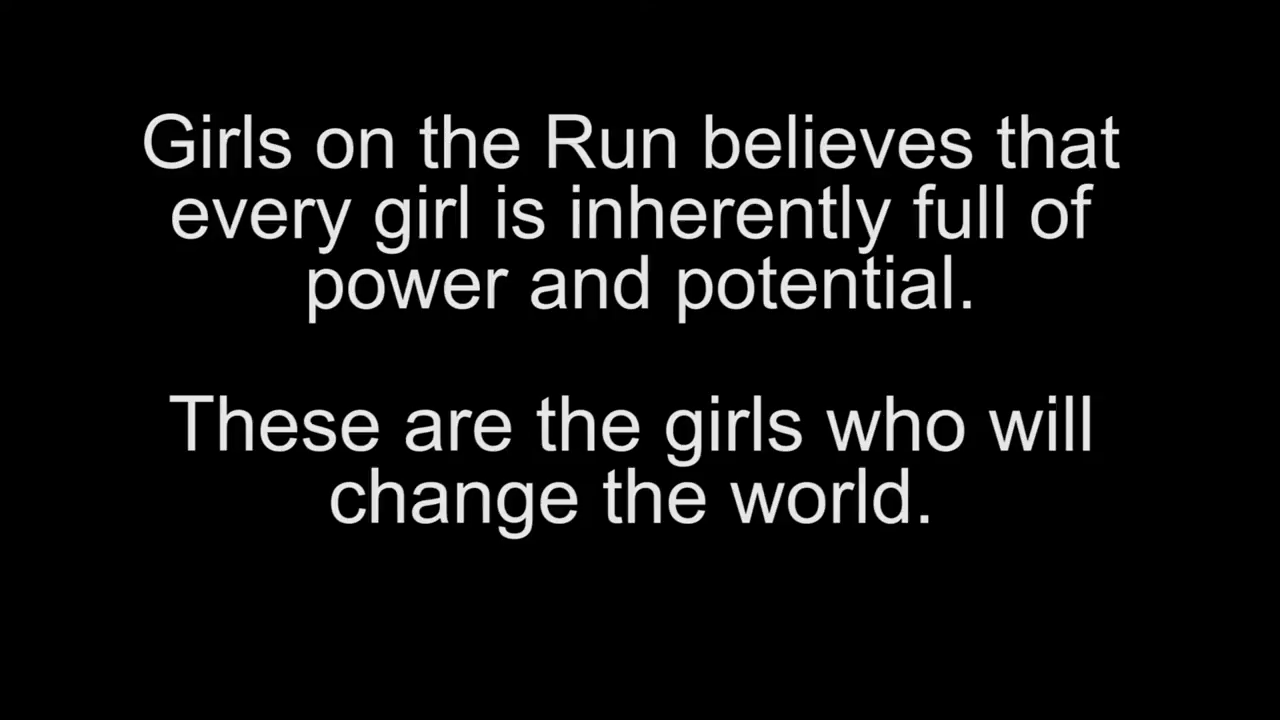 Girls on the Run believes that
every girl is inherently full of
power and potential.
These are the girls who will
change the world.